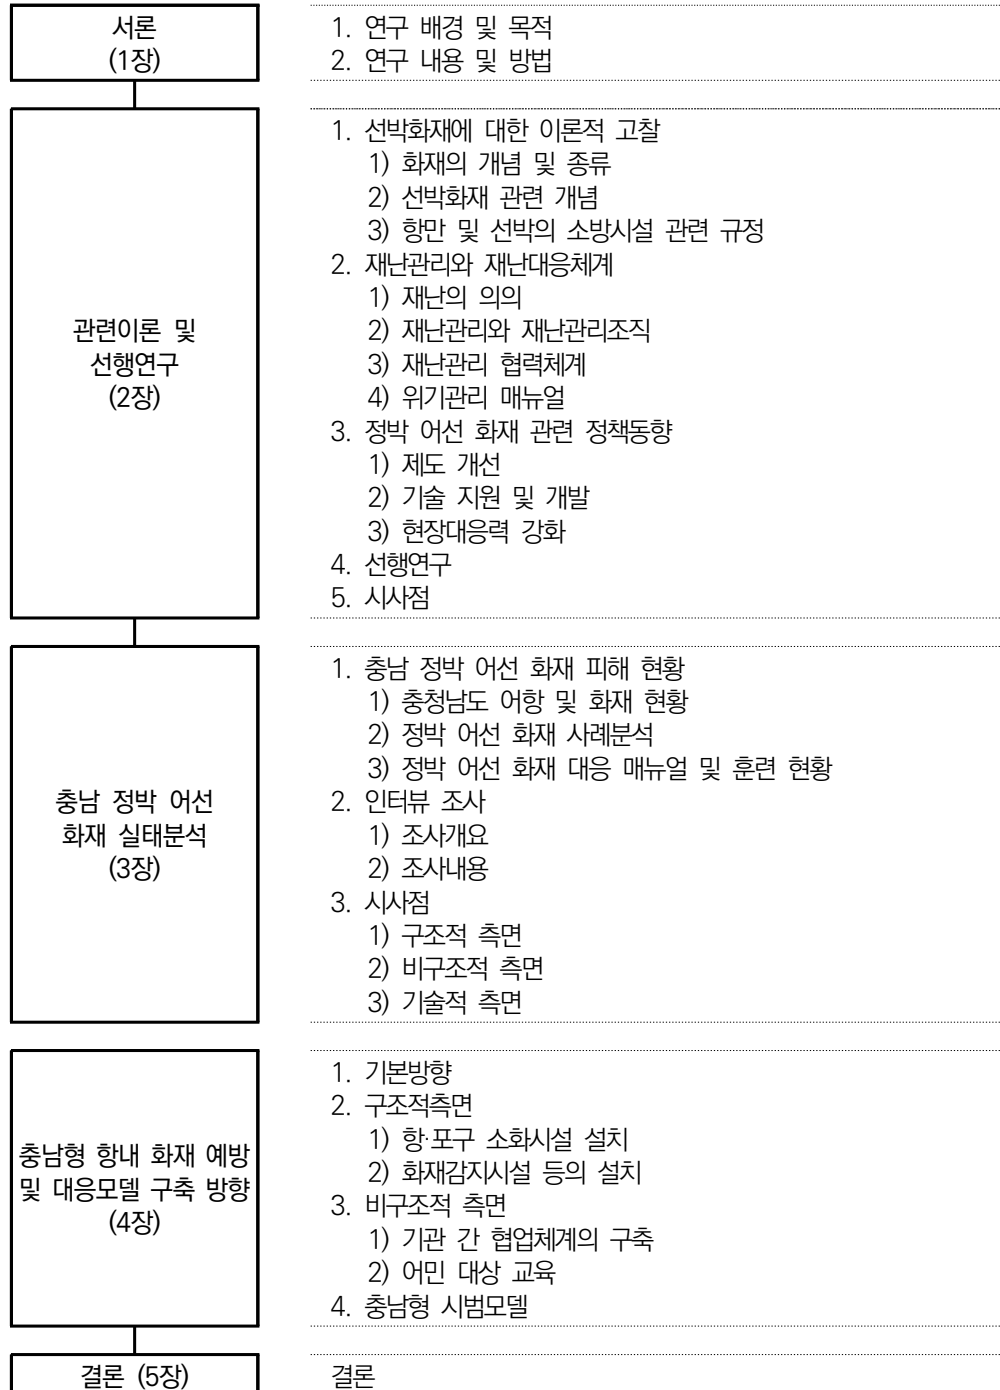 서론
(1장)
1. 연구 배경 및 목적
2. 연구 내용 및 방법
관련이론 및
선행연구
(2장)
1. 선박화재에 대한 이론적 고찰
1) 화재의 개념 및 종류
2) 선박화재 관련 개념
3) 항만 및 선박의 소방시설 관련 규정
2. 재난관리와 재난대응체계
1) 재난의 의의
2) 재난관리와 재난관리조직
3) 재난관리 협력체계
4) 위기관리 매뉴얼
3. 정박 어선 화재 관련 정책동향
1) 제도 개선
2) 기술 지원 및 개발
3) 현장대응력 강화
4. 선행연구
5. 시사점
충남 정박 어선
화재 실태분석
(3장)
1. 충남 정박 어선 화재 피해 현황
1) 충청남도 어항 및 화재 현황
2) 정박 어선 화재 사례분석
3) 정박 어선 화재 대응 매뉴얼 및 훈련 현황
2. 인터뷰 조사
1) 조사개요
2) 조사내용
3. 시사점
1) 구조적 측면
2) 비구조적 측면
3) 기술적 측면
충남형 항내 화재 예방
및 대응모델 구축 방향
(4장)
1. 기본방향
2. 구조적측면
1) 항·포구 소화시설 설치
2) 화재감지시설 등의 설치
3. 비구조적 측면
1) 기관 간 협업체계의 구축
2) 어민 대상 교육
4. 충남형 시범모델
결론 (5장)
결론